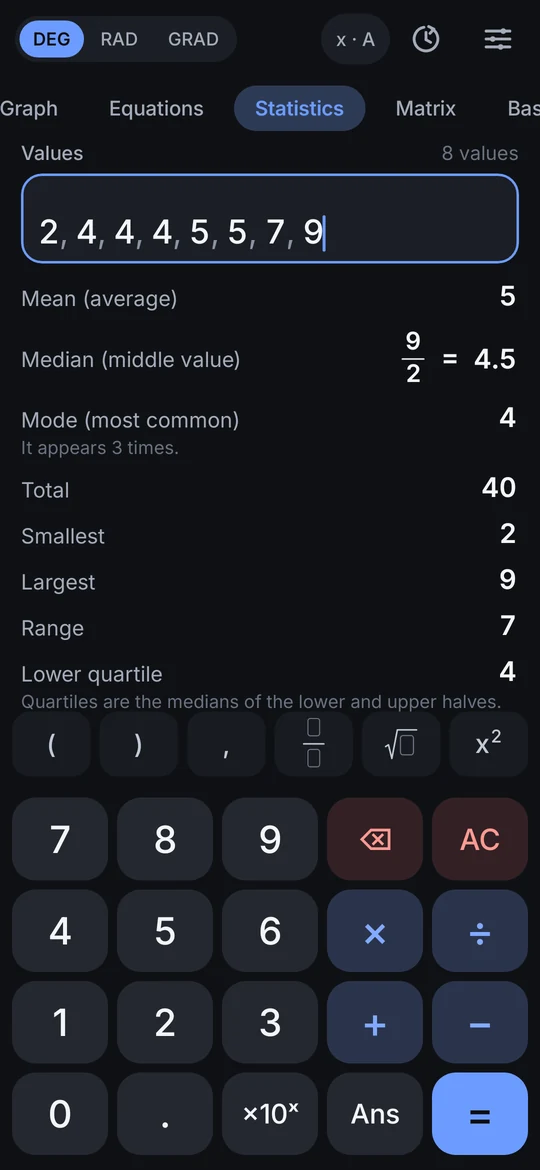 DEG RAD GRAD x · A
Graph Equations Statistics Matrix Bas
Values 8 values
2, 4, 4, 4, 5, 5, 7, 9
Mean (average) 5
Median (middle value) 9/2 = 4.5
Mode (most common) 4
It appears 3 times.
Total 40
Smallest 2
Largest 9
Range 7
Lower quartile 4
Quartiles are the medians of the lower and upper halves.
( ) , √ x²
7 8 9 AC
4 5 6 × ÷
1 2 3 + −
0 . ×10ˣ Ans =